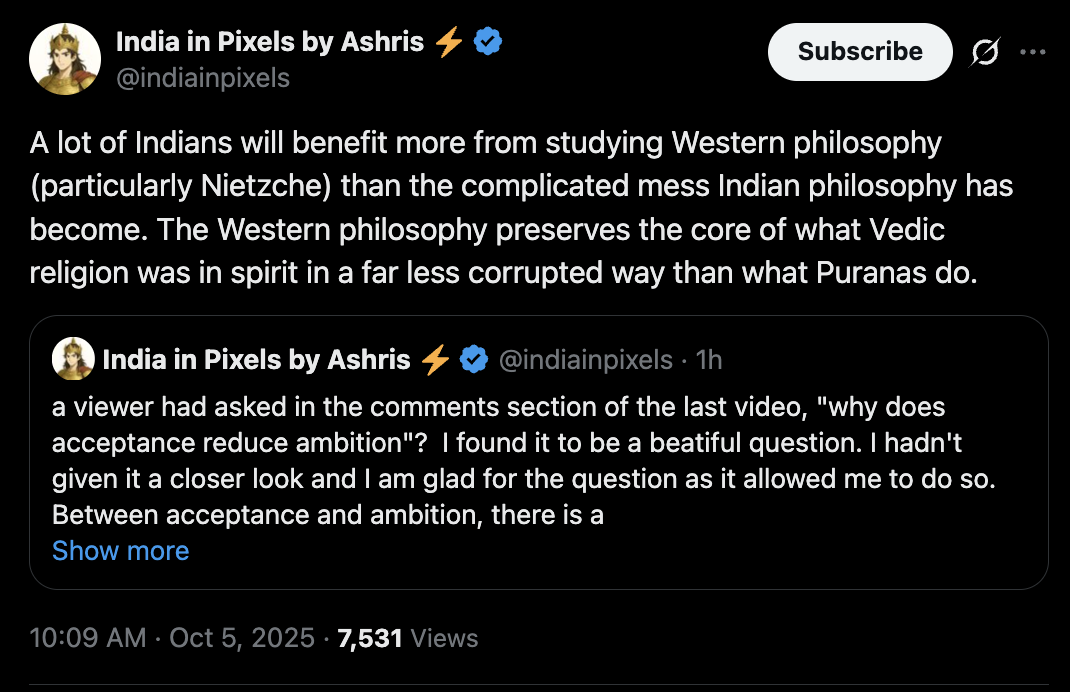 India in Pixels by Ashris ⚡
@indiainpixels
Subscribe
A lot of Indians will benefit more from studying Western philosophy
(particularly Nietzche) than the complicated mess Indian philosophy has
become. The Western philosophy preserves the core of what Vedic
religion was in spirit in a far less corrupted way than what Puranas do.
India in Pixels by Ashris ⚡ @indiainpixels · 1h
a viewer had asked in the comments section of the last video, "why does
acceptance reduce ambition"?  I found it to be a beatiful question. I hadn't
given it a closer look and I am glad for the question as it allowed me to do so.
Between acceptance and ambition, there is a
Show more
10:09 AM · Oct 5, 2025 · 7,531 Views